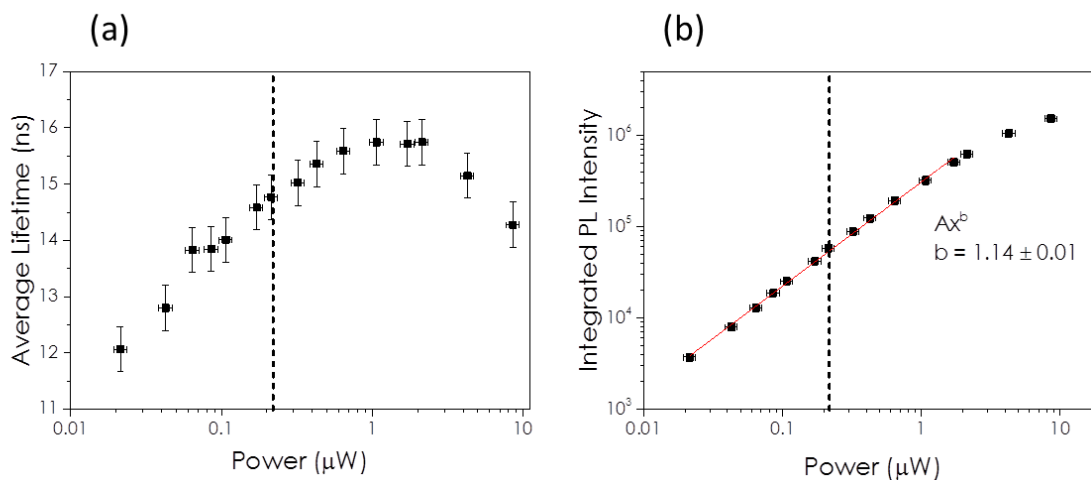 (a)
17
16
15
14
13
12
11
Average Lifetime (ns)
0.01 0.1 1 10
Power (μW)
(b)
10⁶
10⁵
10⁴
10³
Integrated PL Intensity
Axᵇ
b = 1.14 ± 0.01
0.01 0.1 1 10
Power (μW)